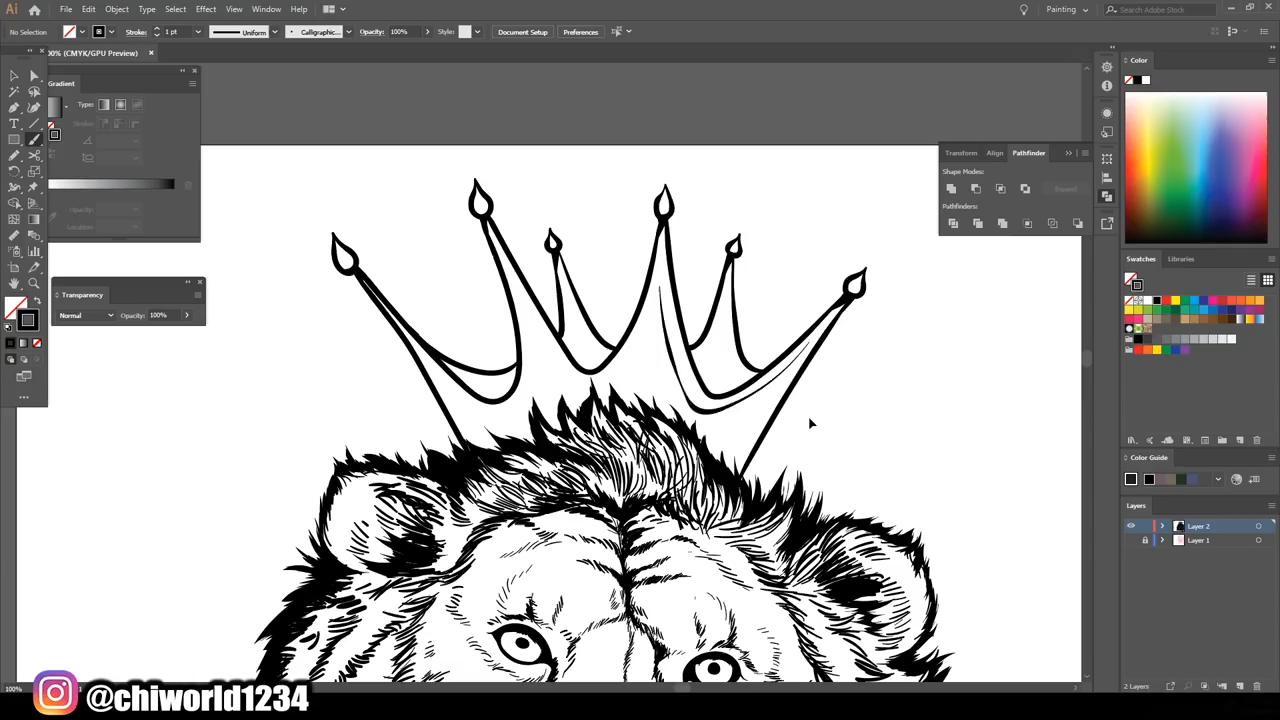 Ai File Edit Object Type Select Effect View Window Help Painting Search Adobe Stock
No Selection Stroke: 1 pt Uniform Calligraphic... Opacity: 100% Style: Document Setup Preferences
00% (CMYK/GPU Preview)
Gradient
Type:
Stroke:
Opacity:
Location:
Transparency
Normal Opacity: 100%
Transform Align Pathfinder
Shape Modes:
Expand
Pathfinders:
Color
Swatches Libraries
Color Guide
Layers
Layer 2
Layer 1
2 Layers
100%
@chiworld1234